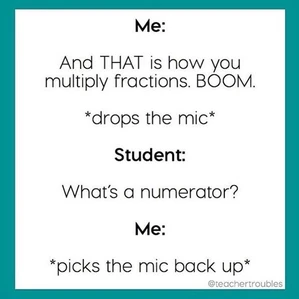 Me:
And THAT is how you
multiply fractions. BOOM.
*drops the mic*
Student:
What's a numerator?
Me:
*picks the mic back up*
@teachertroubles